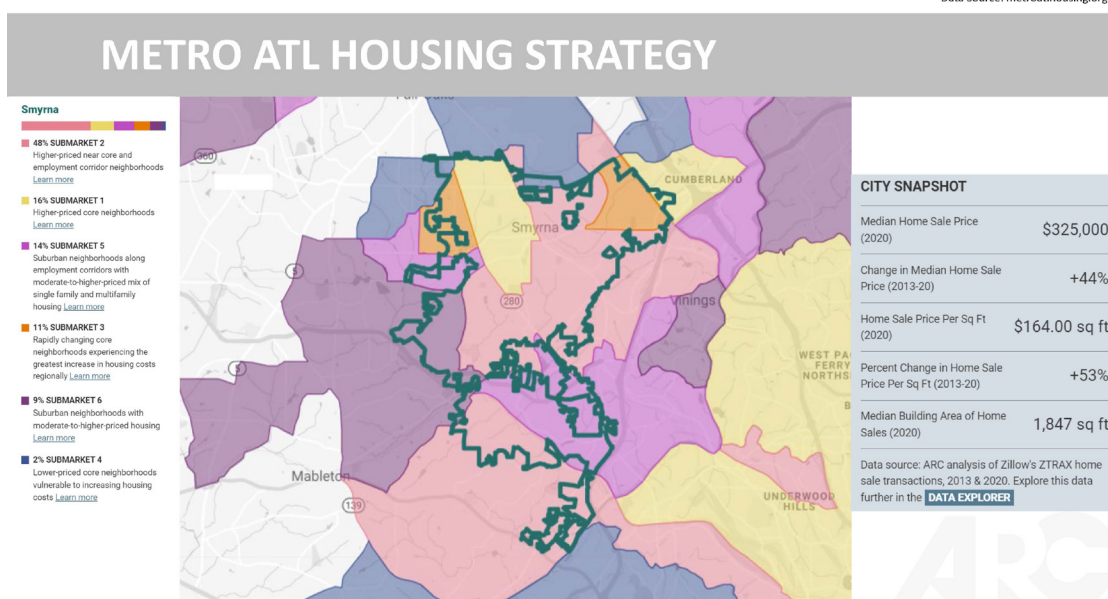 METRO ATL HOUSING STRATEGY
Smyrna
48% SUBMARKET 2
Higher-priced near core and
employment corridor neighborhoods
Learn more
16% SUBMARKET 1
Higher-priced core neighborhoods
Learn more
14% SUBMARKET 5
Suburban neighborhoods along
employment corridors with
moderate-to-higher-priced mix of
single family and multifamily
housing Learn more
11% SUBMARKET 3
Rapidly changing core
neighborhoods experiencing the
greatest increase in housing costs
regionally Learn more
9% SUBMARKET 6
Suburban neighborhoods with
moderate-to-higher-priced housing
Learn more
2% SUBMARKET 4
Lower-priced core neighborhoods
vulnerable to increasing housing
costs Learn more
360
CUMBERLAND
Smyrna
5
280
Vinings
5
WEST PA
FERRY
NORTHS
B
Mableton
139
UNDERWOOD
HILLS
CITY SNAPSHOT
Median Home Sale Price
(2020)
$325,000
Change in Median Home Sale
Price (2013-20)
+44%
Home Sale Price Per Sq Ft
(2020)
$164.00 sq ft
Percent Change in Home Sale
Price Per Sq Ft (2013-20)
+53%
Median Building Area of Home
Sales (2020)
1,847 sq ft
Data source: ARC analysis of Zillow's ZTRAX home
sale transactions, 2013 & 2020. Explore this data
further in the DATA EXPLORER
ARC